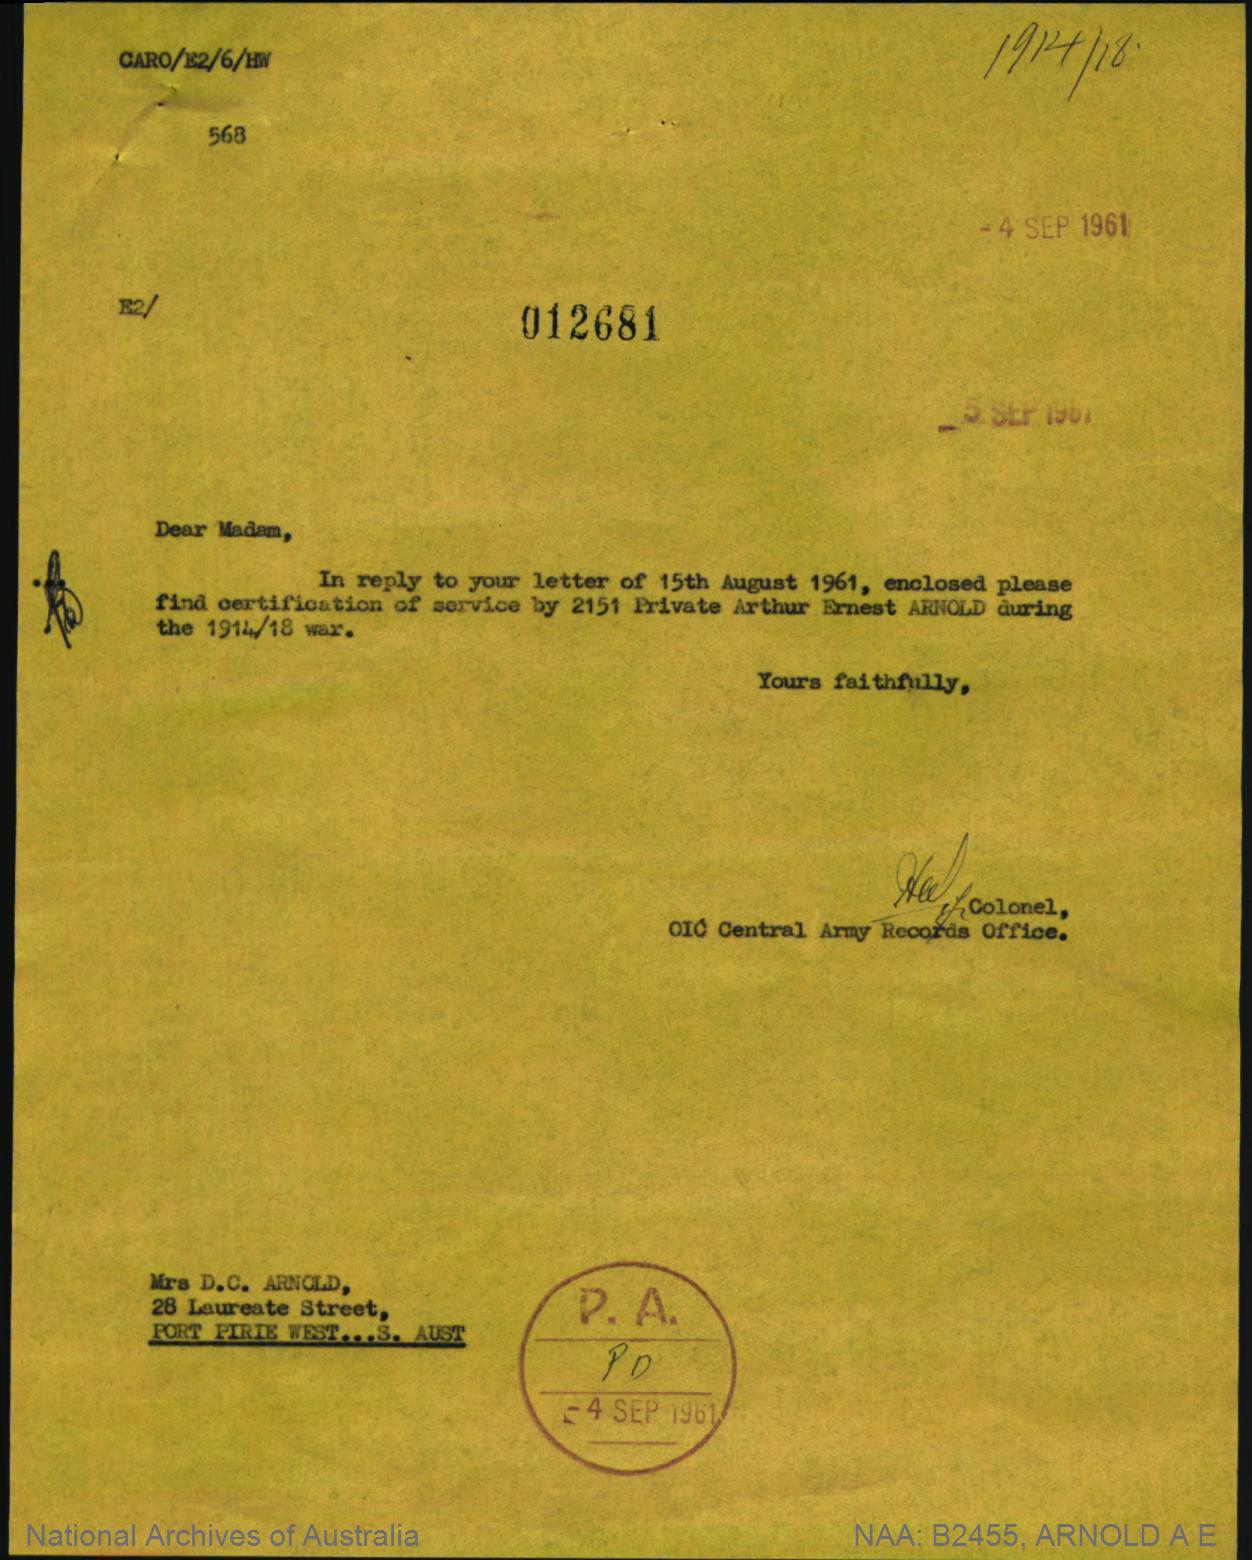 CARO/E2/6/HW
1914/18.
568
- 4 SEP 1961
E2/
012681
- 5 SEP 1961
Dear Madam,
In reply to your letter of 15th August 1961, enclosed please
find certification of service by 2151 Private Arthur Ernest ARNOLD during
the 1914/18 war.
Yours faithfully,
Colonel,
OIC Central Army Records Office.
Mrs D.C. ARNOLD,
28 Laureate Street,
PORT PIRIE WEST...S. AUST
P. A.
PD
- 4 SEP 1961
National Archives of Australia
NAA: B2455, ARNOLD A E